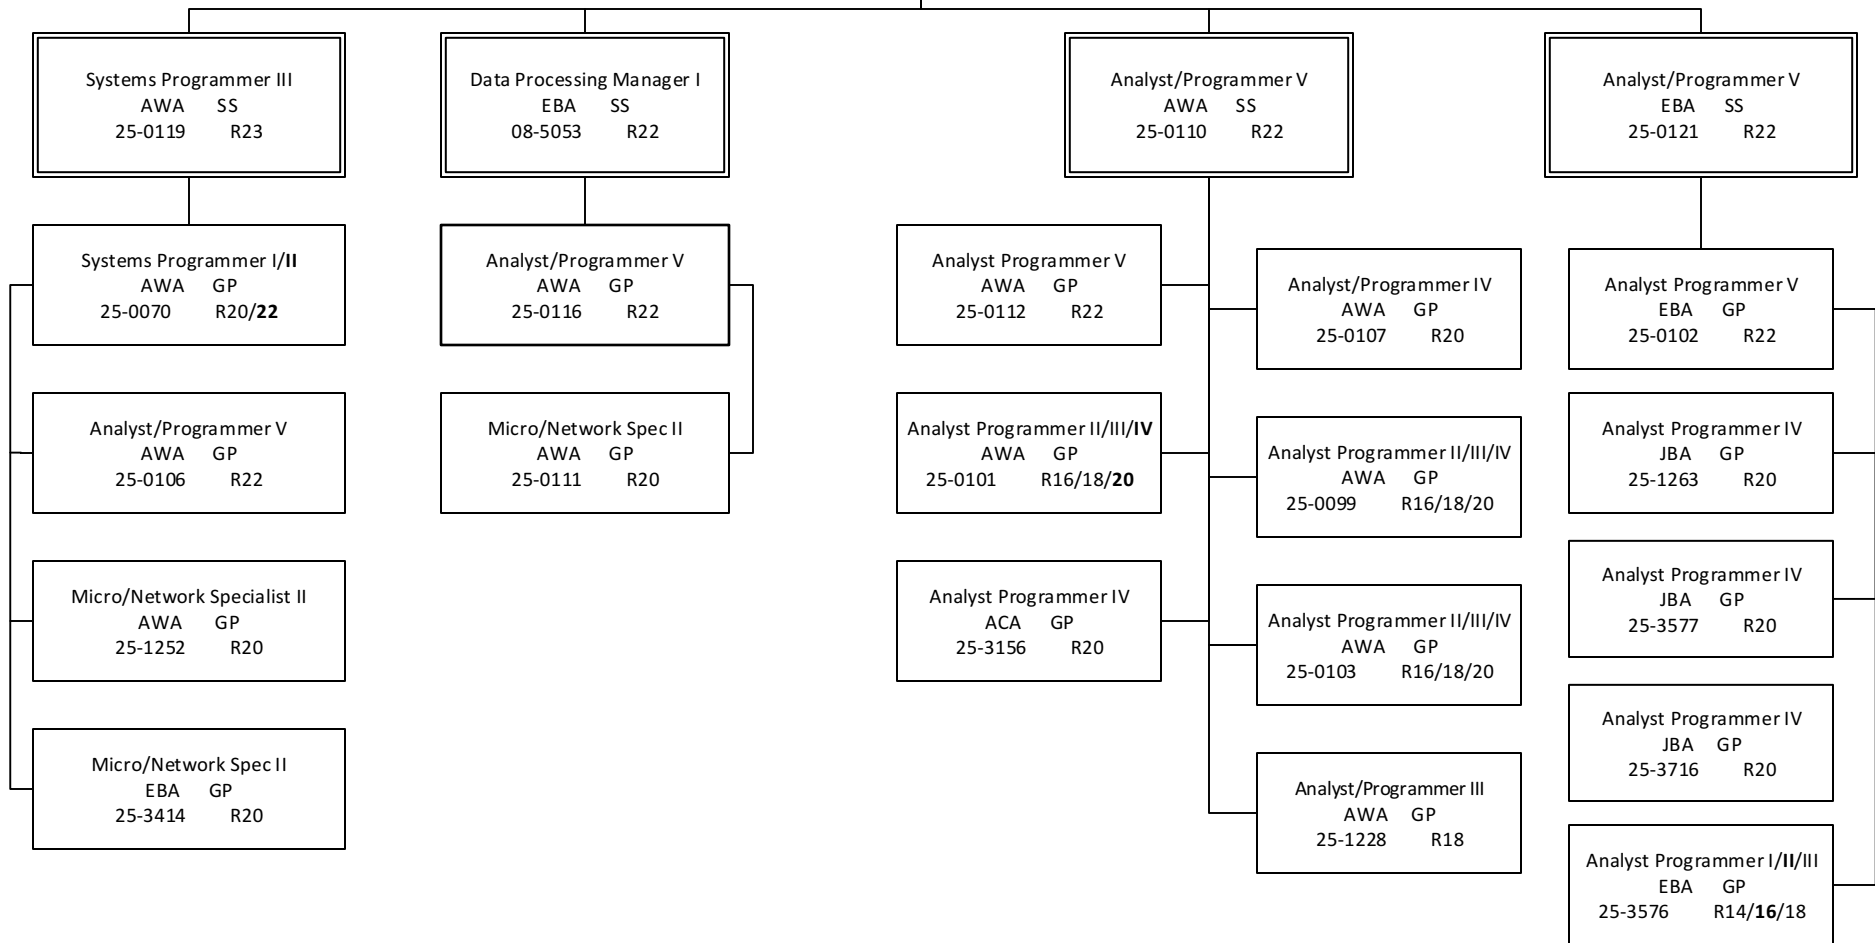 Systems Programmer III
AWA SS
25-0119 R23
Data Processing Manager I
EBA SS
08-5053 R22
Analyst/Programmer V
AWA SS
25-0110 R22
Analyst/Programmer V
EBA SS
25-0121 R22
Systems Programmer I/II
AWA GP
25-0070 R20/22
Analyst/Programmer V
AWA GP
25-0106 R22
Micro/Network Specialist II
AWA GP
25-1252 R20
Micro/Network Spec II
EBA GP
25-3414 R20
Analyst/Programmer V
AWA GP
25-0116 R22
Micro/Network Spec II
AWA GP
25-0111 R20
Analyst Programmer V
AWA GP
25-0112 R22
Analyst Programmer II/III/IV
AWA GP
25-0101 R16/18/20
Analyst Programmer IV
ACA GP
25-3156 R20
Analyst/Programmer IV
AWA GP
25-0107 R20
Analyst Programmer II/III/IV
AWA GP
25-0099 R16/18/20
Analyst Programmer II/III/IV
AWA GP
25-0103 R16/18/20
Analyst/Programmer III
AWA GP
25-1228 R18
Analyst Programmer V
EBA GP
25-0102 R22
Analyst Programmer IV
JBA GP
25-1263 R20
Analyst Programmer IV
JBA GP
25-3577 R20
Analyst Programmer IV
JBA GP
25-3716 R20
Analyst Programmer I/II/III
EBA GP
25-3576 R14/16/18